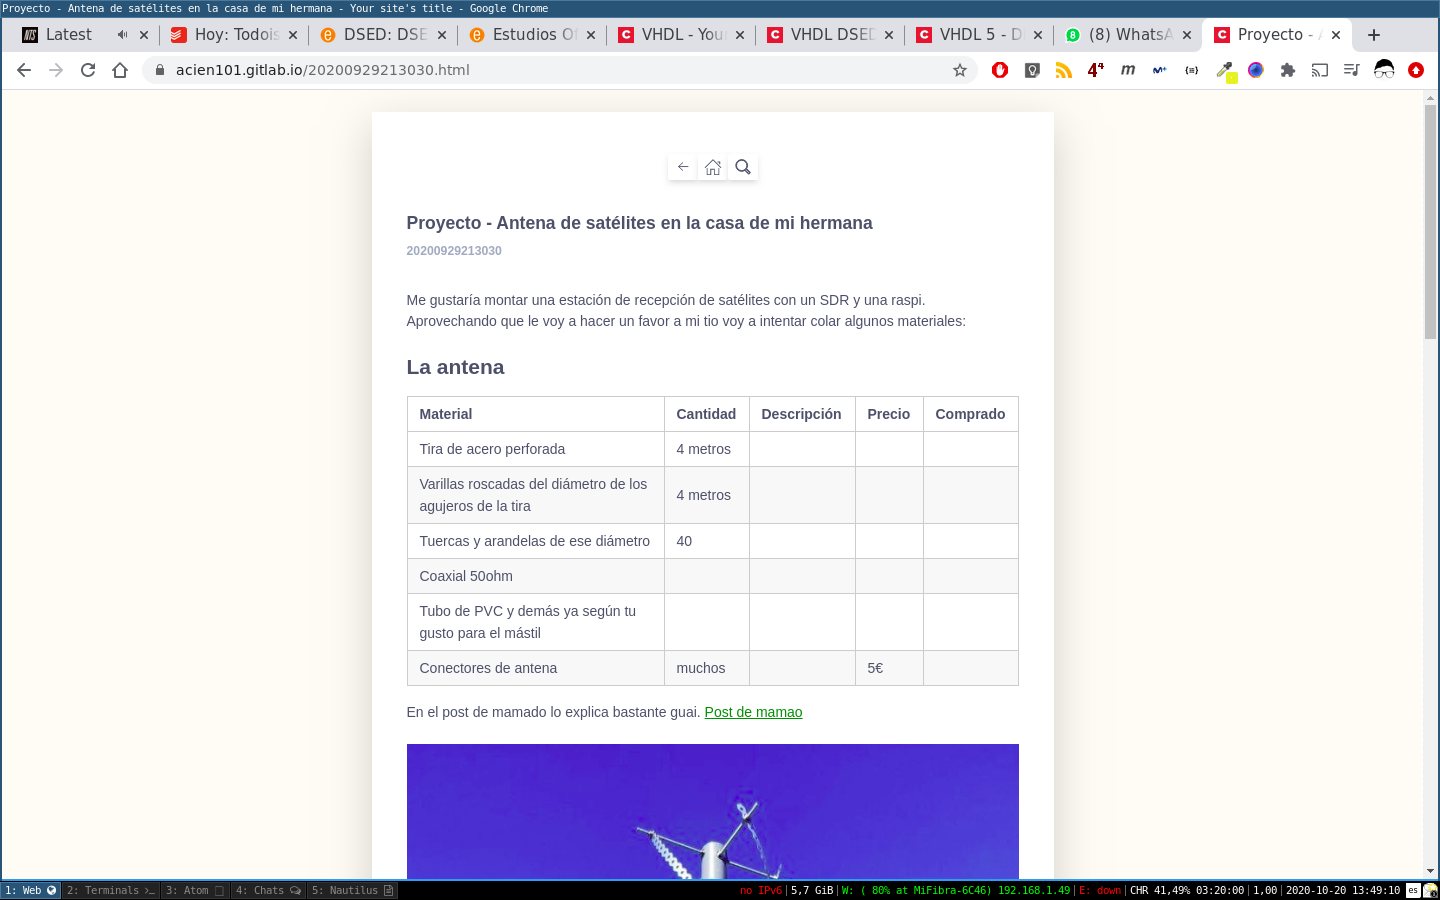 Proyecto - Antena de satélites en la casa de mi hermana - Your site's title - Google Chrome
Latest
Hoy: Todois
DSED: DSE
Estudios Of
VHDL - Your
VHDL DSED
VHDL 5 - D
(8) WhatsA
Proyecto - A
acien101.gitlab.io/20200929213030.html
Proyecto - Antena de satélites en la casa de mi hermana
20200929213030
Me gustaría montar una estación de recepción de satélites con un SDR y una raspi.
Aprovechando que le voy a hacer un favor a mi tio voy a intentar colar algunos materiales:
La antena
Material Cantidad Descripción Precio Comprado
Tira de acero perforada 4 metros
Varillas roscadas del diámetro de los agujeros de la tira 4 metros
Tuercas y arandelas de ese diámetro 40
Coaxial 50ohm
Tubo de PVC y demás ya según tu gusto para el mástil
Conectores de antena muchos 5€
En el post de mamado lo explica bastante guai. Post de mamao
1: Web 2: Terminals 3: Atom 4: Chats 5: Nautilus
no IPv6|5,7 GiB|W: ( 80% at MiFibra-6C46) 192.168.1.49|E: down|CHR 41,49% 03:20:00|1,00|2020-10-20 13:49:10 es